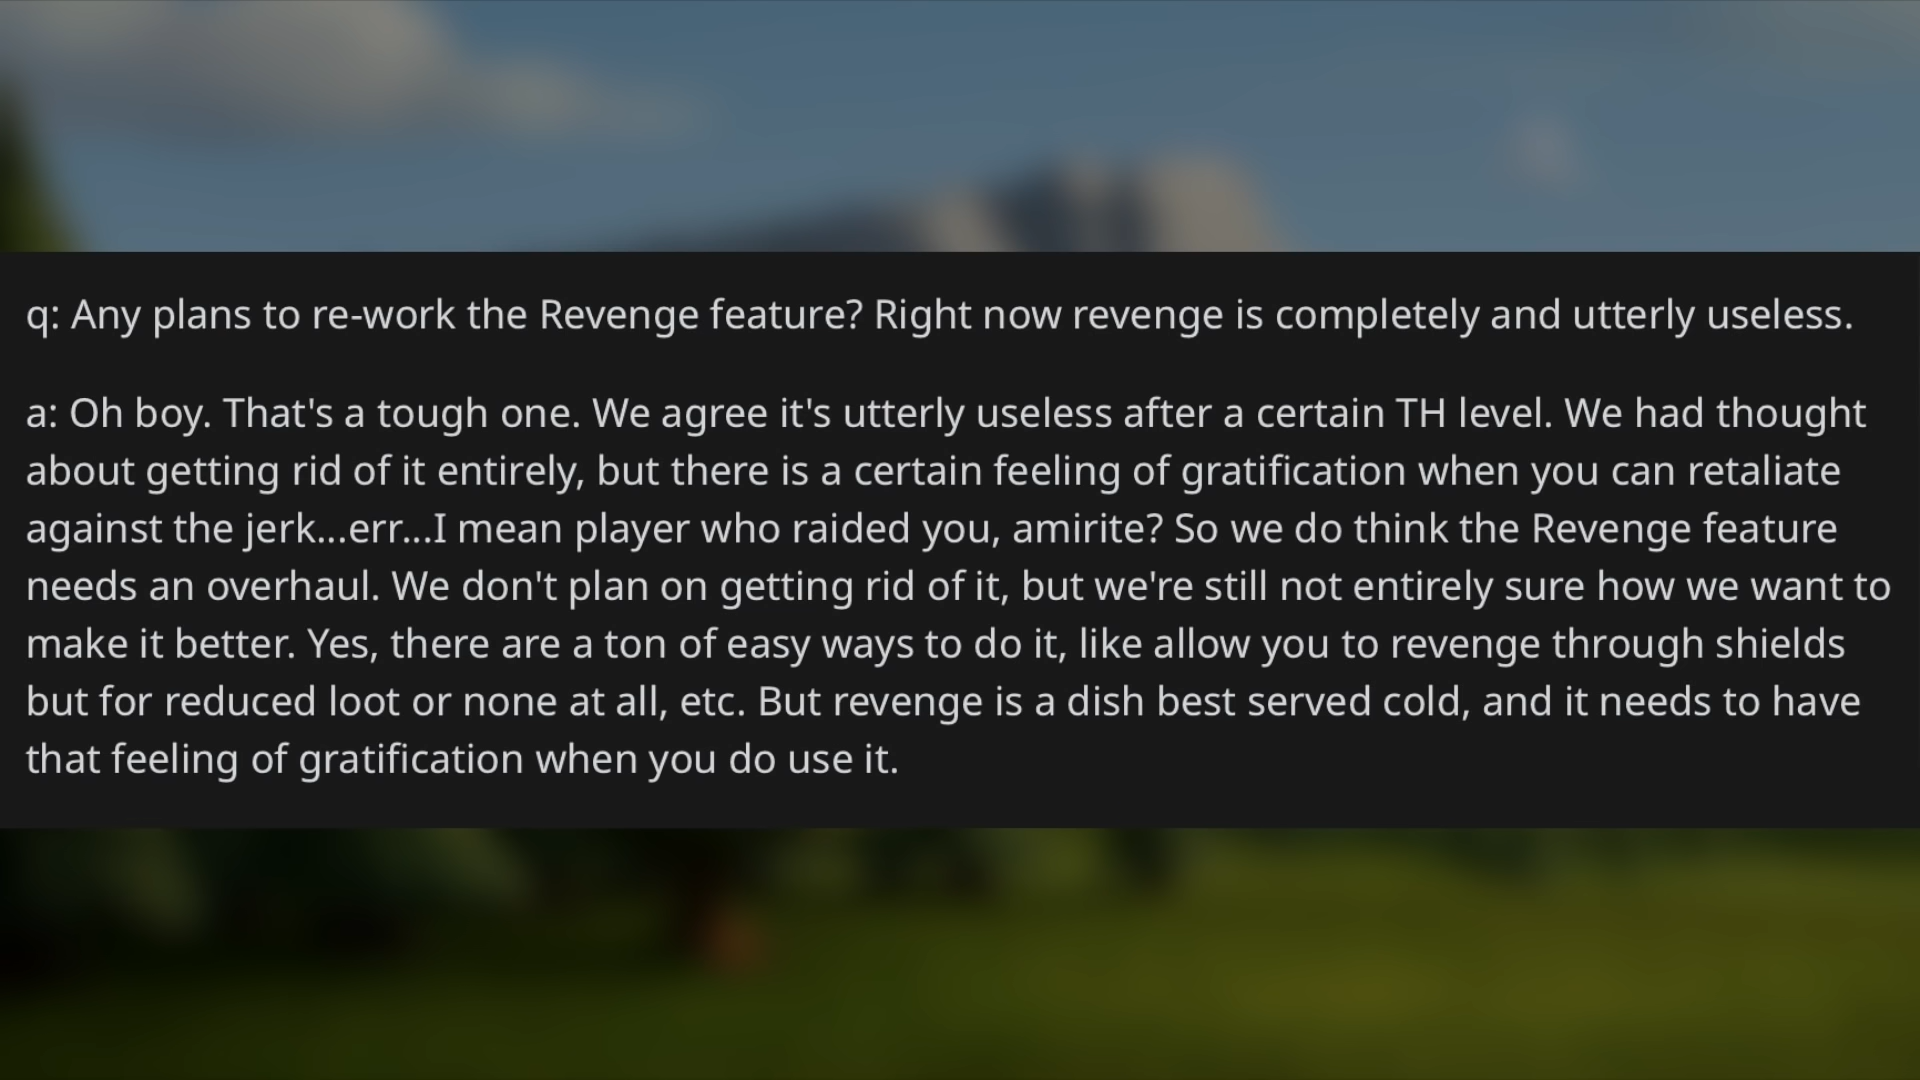 q: Any plans to re-work the Revenge feature? Right now revenge is completely and utterly useless.
a: Oh boy. That's a tough one. We agree it's utterly useless after a certain TH level. We had thought
about getting rid of it entirely, but there is a certain feeling of gratification when you can retaliate
against the jerk...err...I mean player who raided you, amirite? So we do think the Revenge feature
needs an overhaul. We don't plan on getting rid of it, but we're still not entirely sure how we want to
make it better. Yes, there are a ton of easy ways to do it, like allow you to revenge through shields
but for reduced loot or none at all, etc. But revenge is a dish best served cold, and it needs to have
that feeling of gratification when you do use it.